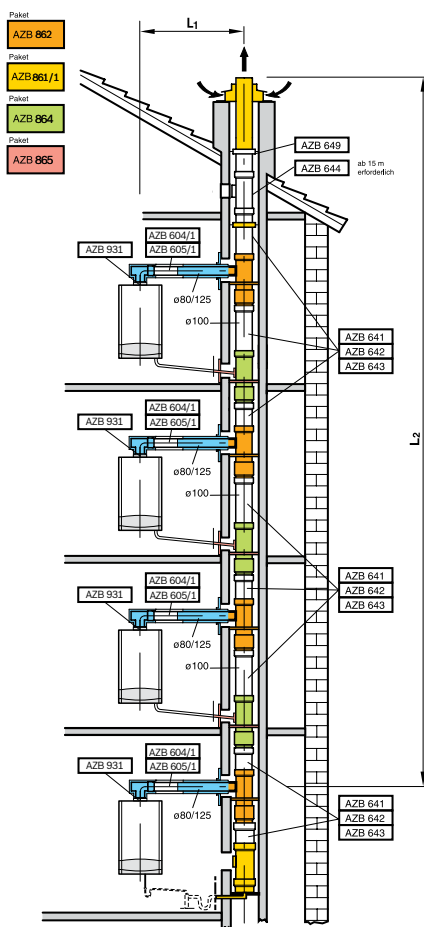 L1
Paket
AZB 862
Paket
AZB 861/1
Paket
AZB 864
Paket
AZB 865
AZB 649
AZB 644
ab 15 m
erforderlich
AZB 604/1
AZB 931
AZB 605/1
ø80/125
ø100
AZB 641
AZB 642
AZB 643
L2
AZB 604/1
AZB 931
AZB 605/1
ø80/125
ø100
AZB 604/1
AZB 931
AZB 605/1
ø80/125
ø100
AZB 641
AZB 642
AZB 643
AZB 604/1
AZB 931
AZB 605/1
ø80/125
AZB 641
AZB 642
AZB 643